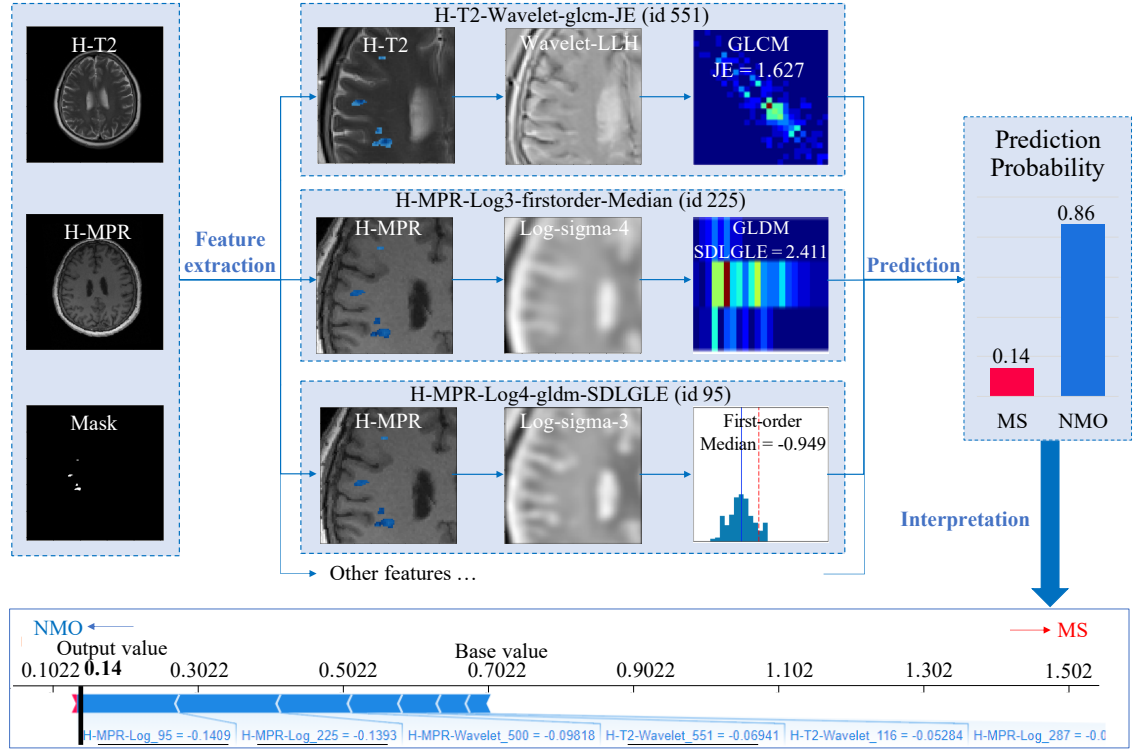 H-T2
H-MPR
Mask
Feature
extraction
H-T2-Wavelet-glcm-JE (id 551)
H-T2
Wavelet-LLH
GLCM
JE = 1.627
H-MPR-Log3-firstorder-Median (id 225)
H-MPR
Log-sigma-4
GLDM
SDLGLE = 2.411
H-MPR-Log4-gldm-SDLGLE (id 95)
H-MPR
Log-sigma-3
First-order
Median = -0.949
Other features …
Prediction
Prediction
Probability
0.14
0.86
MS
NMO
Interpretation
NMO
MS
Output value
Base value
0.1022
0.14
0.3022
0.5022
0.7022
0.9022
1.102
1.302
1.502
H-MPR-Log_95 = -0.1409
H-MPR-Log_225 = -0.1393
H-MPR-Wavelet_500 = -0.09818
H-T2-Wavelet_551 = -0.06941
H-T2-Wavelet_116 = -0.05284
H-MPR-Log_287 = -0.0